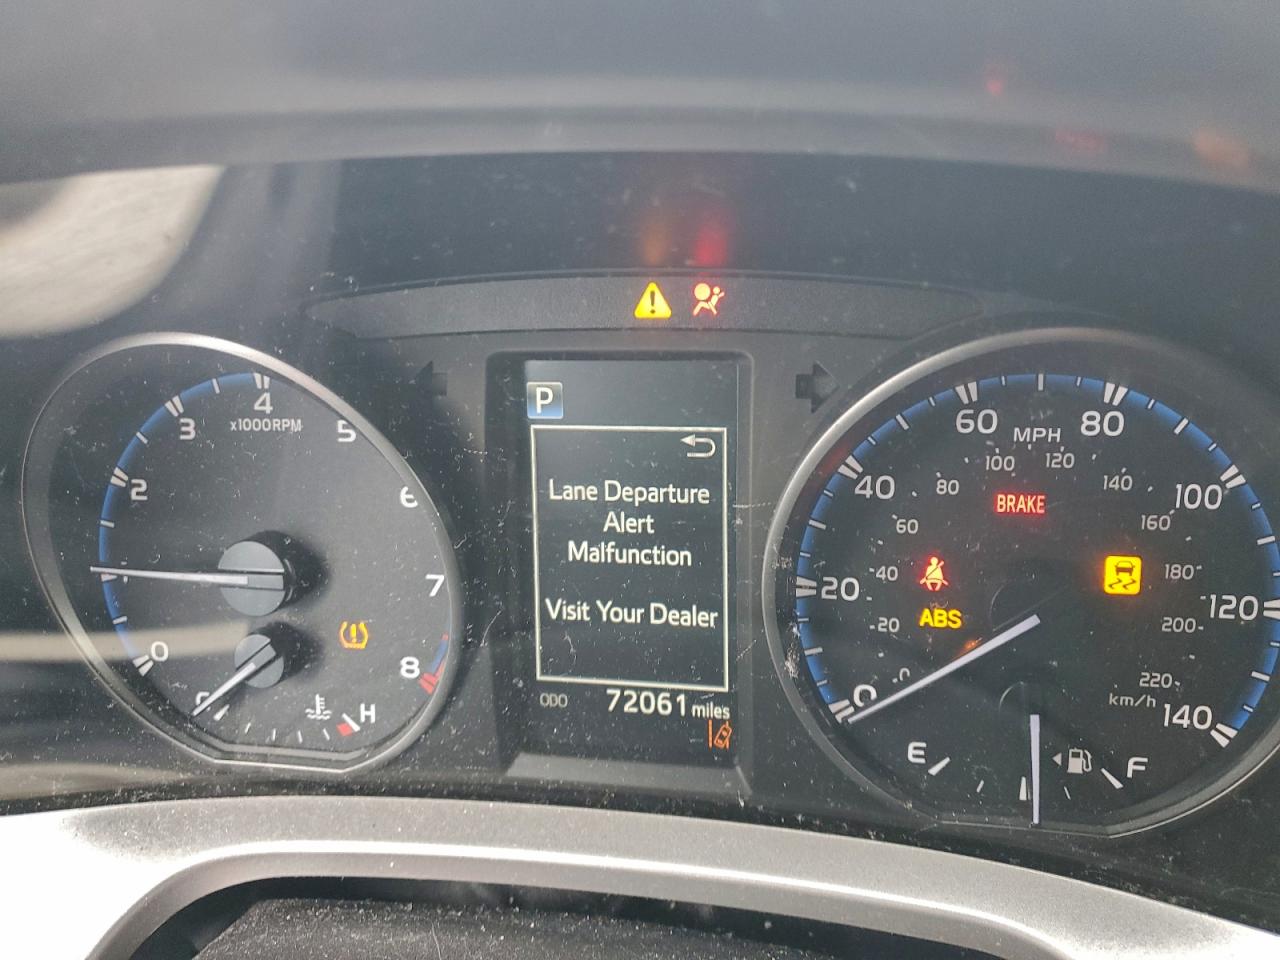 P
Lane Departure
Alert
Malfunction
Visit Your Dealer
ODO 72061 miles
0
2
3
4
5
6
7
8
x1000RPM
H
BRAKE
ABS
MPH
0
20
40
60
80
100
120
140
0
20
40
60
80
100
120
140
160
180
200
220
km/h
E
F